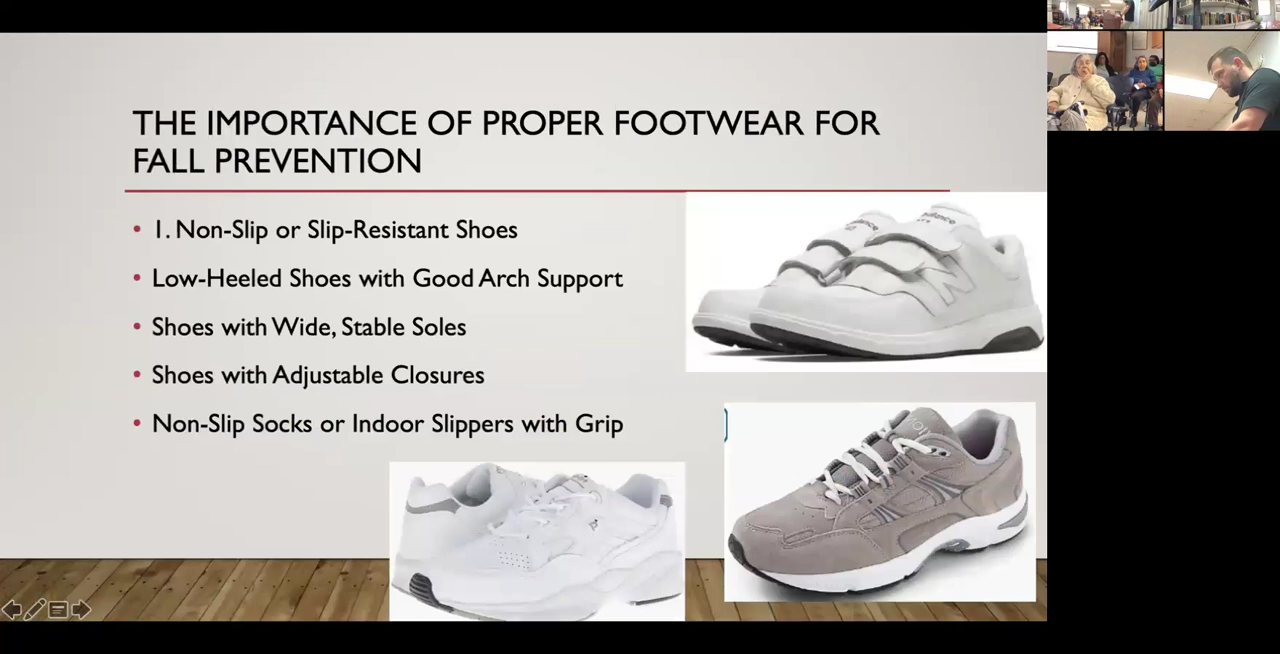 THE IMPORTANCE OF PROPER FOOTWEAR FOR
FALL PREVENTION
• 1. Non-Slip or Slip-Resistant Shoes
• Low-Heeled Shoes with Good Arch Support
• Shoes with Wide, Stable Soles
• Shoes with Adjustable Closures
• Non-Slip Socks or Indoor Slippers with Grip